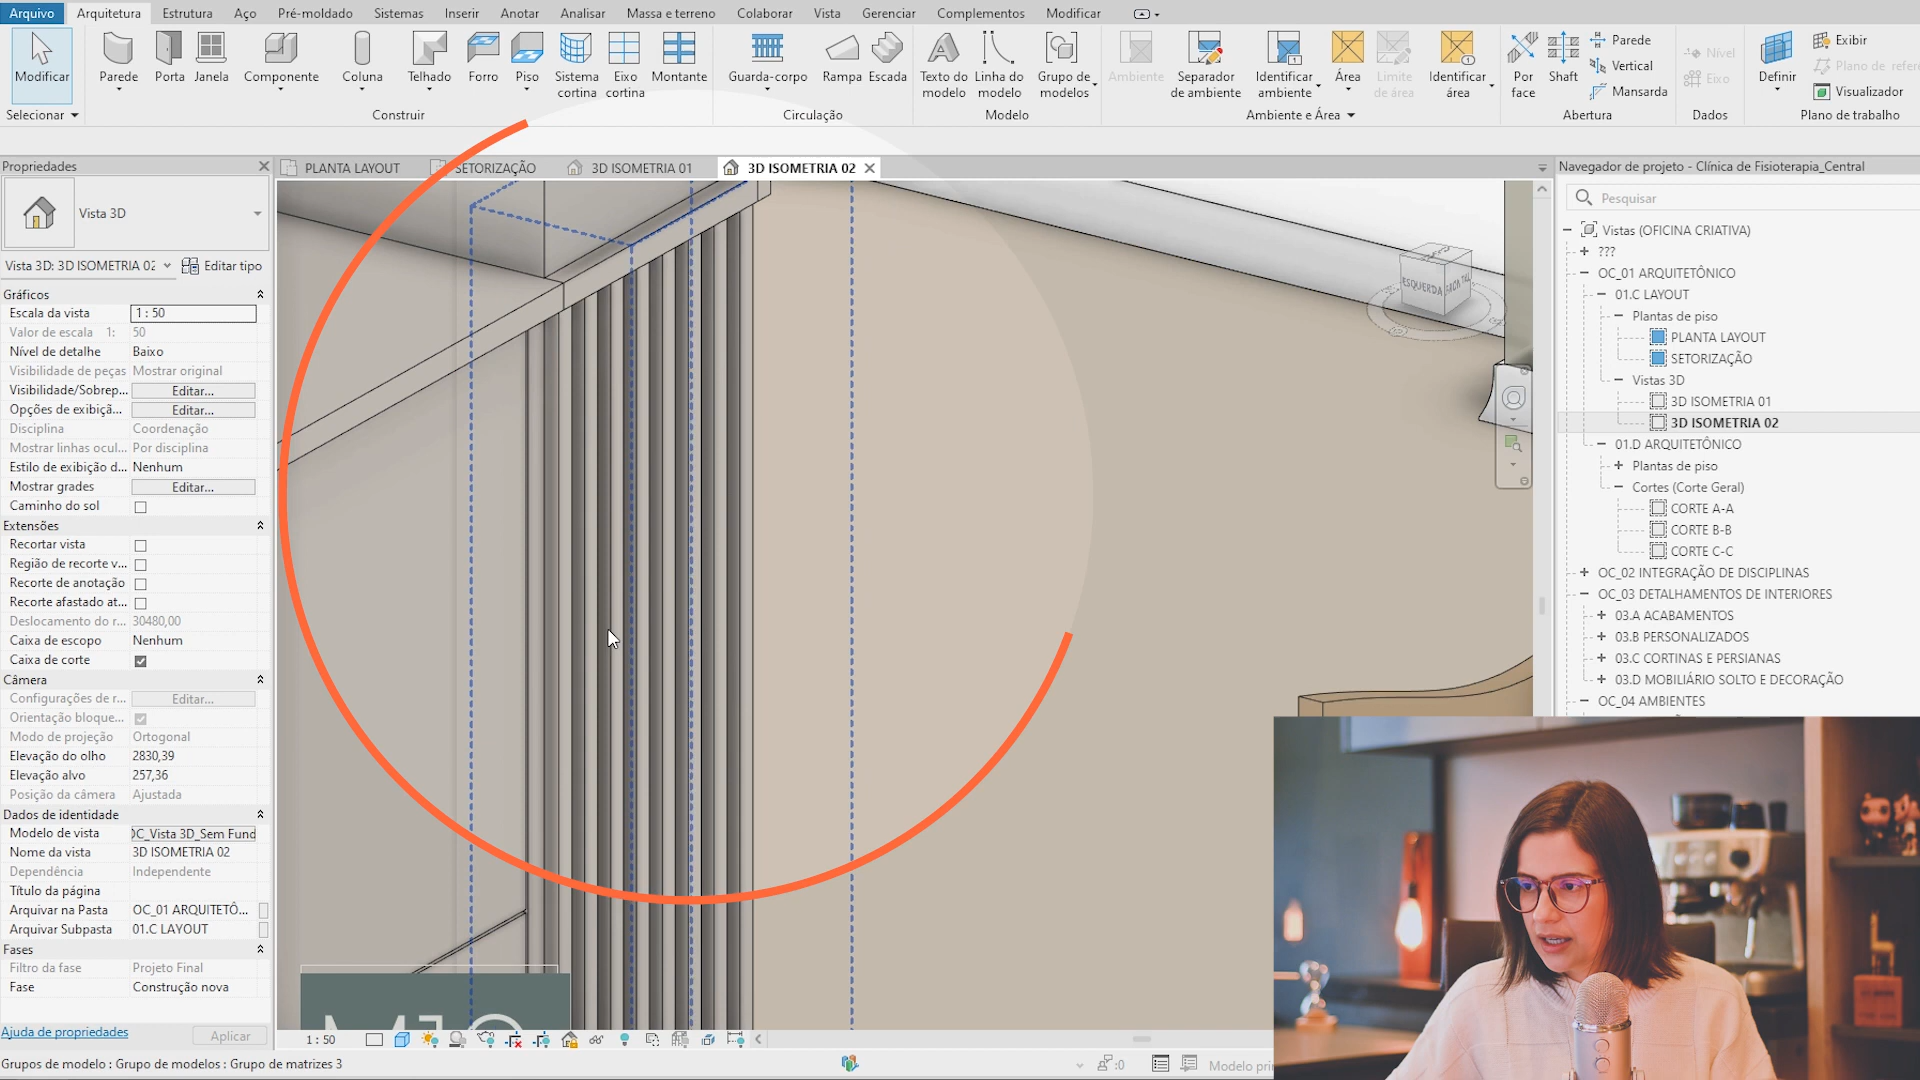 Arquivo Arquitetura Estrutura Aço Pré-moldado Sistemas Inserir Anotar Analisar Massa e terreno Colaborar Vista Gerenciar Complementos Modificar
Modificar Parede Porta Janela Componente Coluna Telhado Forro Piso Sistema cortina Eixo cortina Montante
Guarda-corpo Rampa Escada
Texto do modelo Linha do modelo Grupo de modelos
Ambiente Separador de ambiente Identificar ambiente Área Limite de área Identificar área
Por face Shaft Parede Vertical Mansarda
Nível Eixo
Definir Exibir Plano de refer Visualizador
Selecionar Construir Circulação Modelo Ambiente e Área Abertura Dados Plano de trabalho
Propriedades
Vista 3D
Vista 3D: 3D ISOMETRIA 02 Editar tipo
Gráficos
Escala da vista 1 : 50
Valor de escala 1: 50
Nível de detalhe Baixo
Visibilidade de peças Mostrar original
Visibilidade/Sobrep... Editar...
Opções de exibiçã... Editar...
Disciplina Coordenação
Mostrar linhas ocul... Por disciplina
Estilo de exibição d... Nenhum
Mostrar grades Editar...
Caminho do sol
Extensões
Recortar vista
Região de recorte v...
Recorte de anotação
Recorte afastado at...
Deslocamento do r... 30480,00
Caixa de escopo Nenhum
Caixa de corte
Câmera
Configurações de r... Editar...
Orientação bloque...
Modo de projeção Ortogonal
Elevação do olho 2830,39
Elevação alvo 257,36
Posição da câmera Ajustada
Dados de identidade
Modelo de vista OC_Vista 3D_Sem Fund
Nome da vista 3D ISOMETRIA 02
Dependência Independente
Título da página
Arquivar na Pasta OC_01 ARQUITETÔ...
Arquivar Subpasta 01.C LAYOUT
Fases
Filtro da fase Projeto Final
Fase Construção nova
Ajuda de propriedades Aplicar
PLANTA LAYOUT SETORIZAÇÃO 3D ISOMETRIA 01 3D ISOMETRIA 02
ESQUERDA
1 : 50
Grupos de modelo : Grupo de modelos : Grupo de matrizes 3
:0
Modelo pri
Navegador de projeto - Clínica de Fisioterapia_Central
Pesquisar
Vistas (OFICINA CRIATIVA)
???
OC_01 ARQUITETÔNICO
01.C LAYOUT
Plantas de piso
PLANTA LAYOUT
SETORIZAÇÃO
Vistas 3D
3D ISOMETRIA 01
3D ISOMETRIA 02
01.D ARQUITETÔNICO
Plantas de piso
Cortes (Corte Geral)
CORTE A-A
CORTE B-B
CORTE C-C
OC_02 INTEGRAÇÃO DE DISCIPLINAS
OC_03 DETALHAMENTOS DE INTERIORES
03.A ACABAMENTOS
03.B PERSONALIZADOS
03.C CORTINAS E PERSIANAS
03.D MOBILIÁRIO SOLTO E DECORAÇÃO
OC_04 AMBIENTES